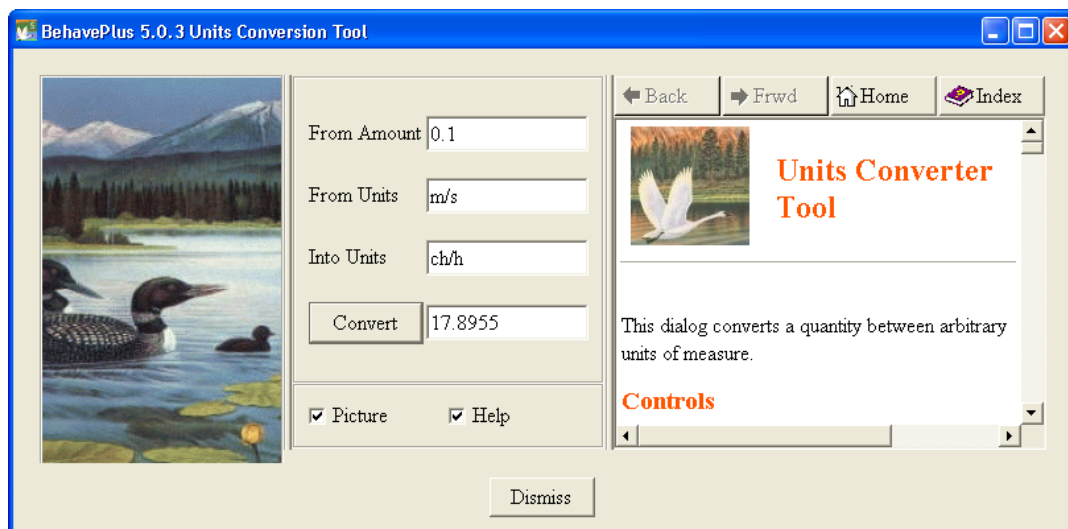 BehavePlus 5.0.3 Units Conversion Tool
From Amount 0.1
From Units m/s
Into Units ch/h
Convert 17.8955
Picture Help
Back Frwd Home Index
Units Converter
Tool
This dialog converts a quantity between arbitrary
units of measure.
Controls
Dismiss